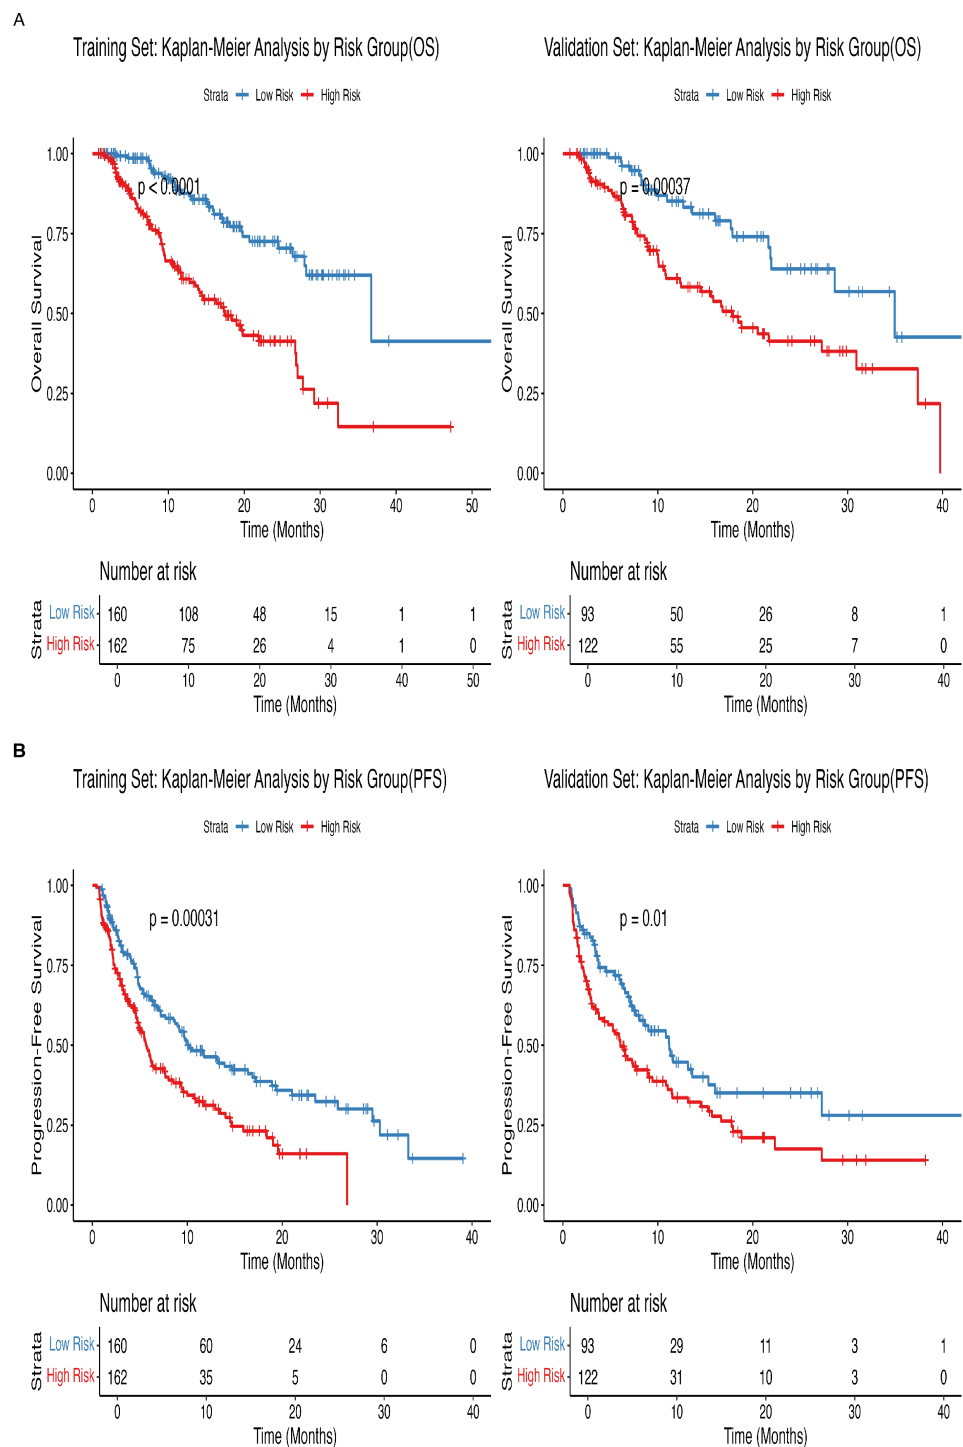 A
Training Set: Kaplan-Meier Analysis by Risk Group(OS)
Strata Low Risk High Risk
1.00
0.75
0.50
0.25
0.00
Overall Survival
p < 0.0001
0 10 20 30 40 50
Time (Months)
Number at risk
Strata
Low Risk 160 108 48 15 1 1
High Risk 162 75 26 4 1 0
0 10 20 30 40 50
Time (Months)
Validation Set: Kaplan-Meier Analysis by Risk Group(OS)
Strata Low Risk High Risk
1.00
0.75
0.50
0.25
0.00
Overall Survival
p = 0.00037
0 10 20 30 40
Time (Months)
Number at risk
Strata
Low Risk 93 50 26 8 1
High Risk 122 55 25 7 0
0 10 20 30 40
Time (Months)
B
Training Set: Kaplan-Meier Analysis by Risk Group(PFS)
Strata Low Risk High Risk
1.00
0.75
0.50
0.25
0.00
Progression-Free Survival
p = 0.00031
0 10 20 30 40
Time (Months)
Number at risk
Strata
Low Risk 160 60 24 6 0
High Risk 162 35 5 0 0
0 10 20 30 40
Time (Months)
Validation Set: Kaplan-Meier Analysis by Risk Group(PFS)
Strata Low Risk High Risk
1.00
0.75
0.50
0.25
0.00
Progression-Free Survival
p = 0.01
0 10 20 30 40
Time (Months)
Number at risk
Strata
Low Risk 93 29 11 3 1
High Risk 122 31 10 3 0
0 10 20 30 40
Time (Months)